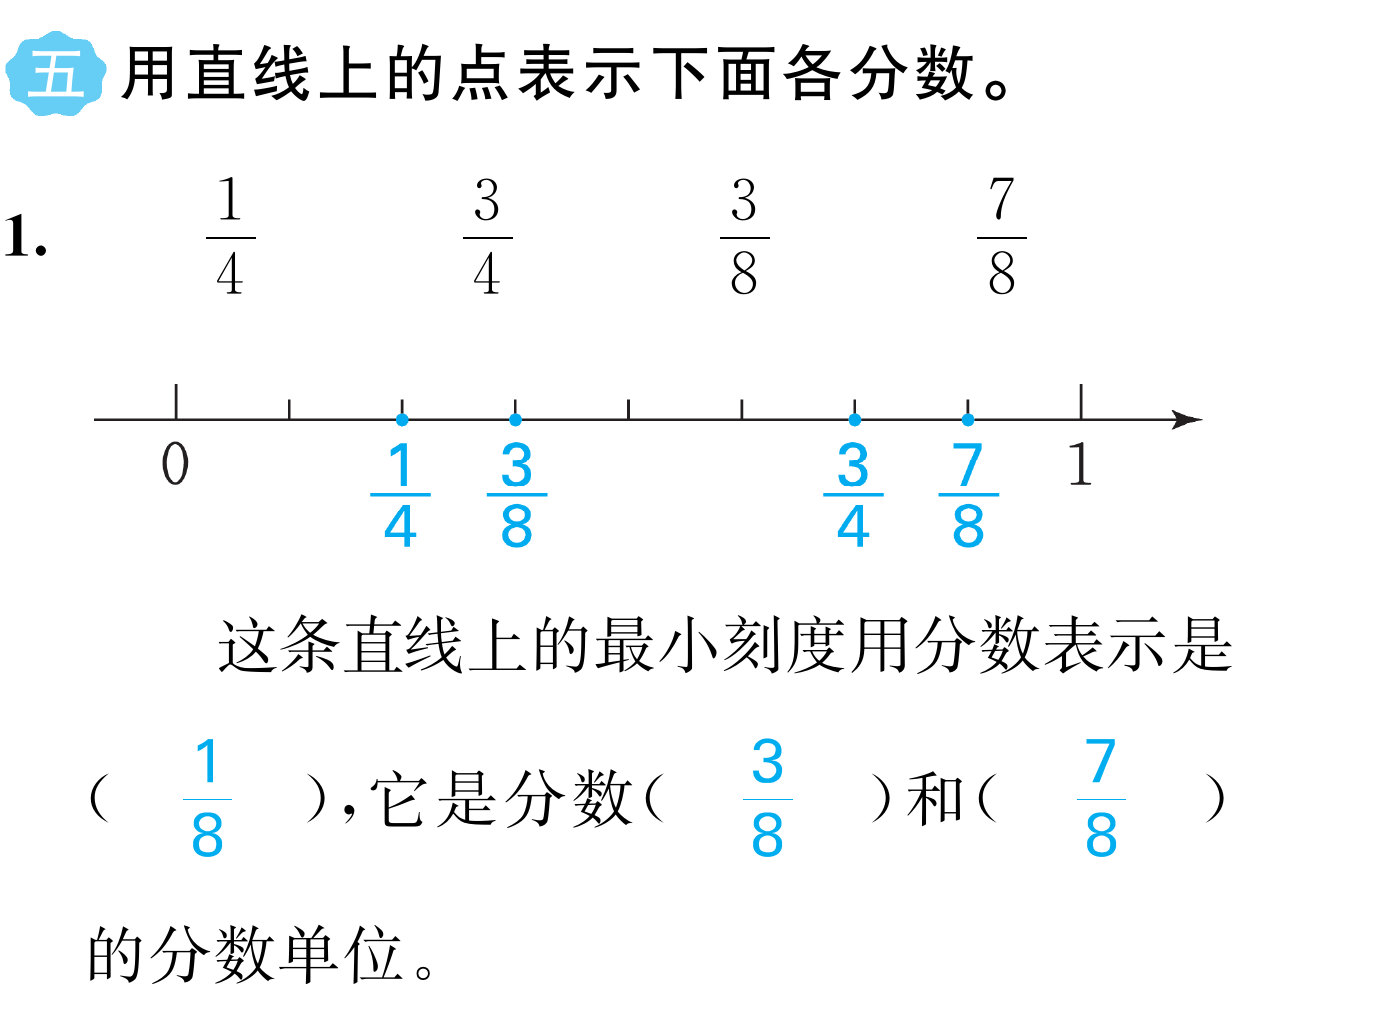 五 用直线上的点表示下面各分数。
1. 1/4 3/4 3/8 7/8
0 1/4 3/8 3/4 7/8 1
这条直线上的最小刻度用分数表示是
( 1/8 ),它是分数( 3/8 )和( 7/8 )
的分数单位。